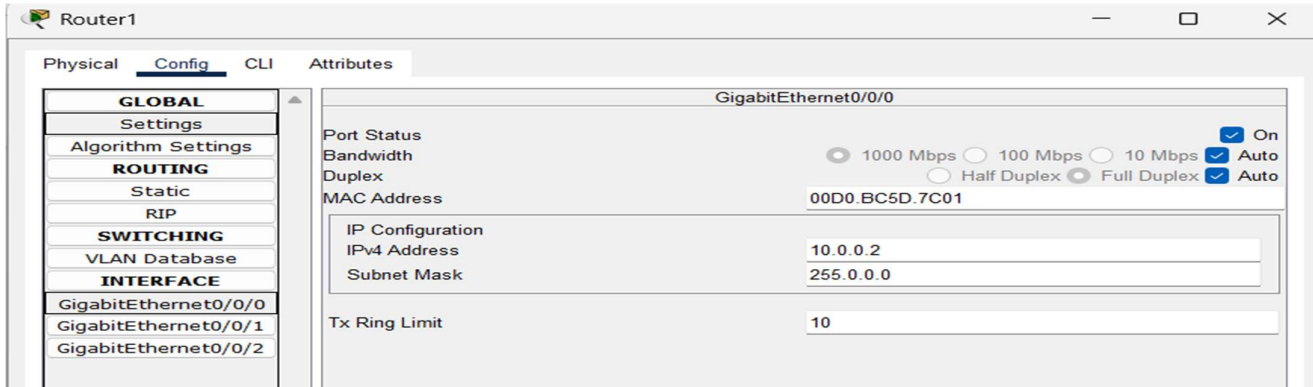 Router1
Physical Config CLI Attributes
GLOBAL
Settings
Algorithm Settings
ROUTING
Static
RIP
SWITCHING
VLAN Database
INTERFACE
GigabitEthernet0/0/0
GigabitEthernet0/0/1
GigabitEthernet0/0/2
GigabitEthernet0/0/0
Port Status On
Bandwidth 1000 Mbps 100 Mbps 10 Mbps Auto
Duplex Half Duplex Full Duplex Auto
MAC Address 00D0.BC5D.7C01
IP Configuration
IPv4 Address 10.0.0.2
Subnet Mask 255.0.0.0
Tx Ring Limit 10